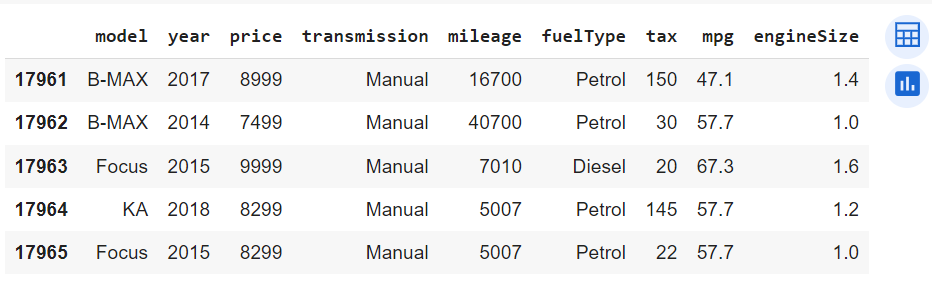 model year price transmission mileage fuelType tax mpg engineSize
17961 B-MAX 2017 8999 Manual 16700 Petrol 150 47.1 1.4
17962 B-MAX 2014 7499 Manual 40700 Petrol 30 57.7 1.0
17963 Focus 2015 9999 Manual 7010 Diesel 20 67.3 1.6
17964 KA 2018 8299 Manual 5007 Petrol 145 57.7 1.2
17965 Focus 2015 8299 Manual 5007 Petrol 22 57.7 1.0